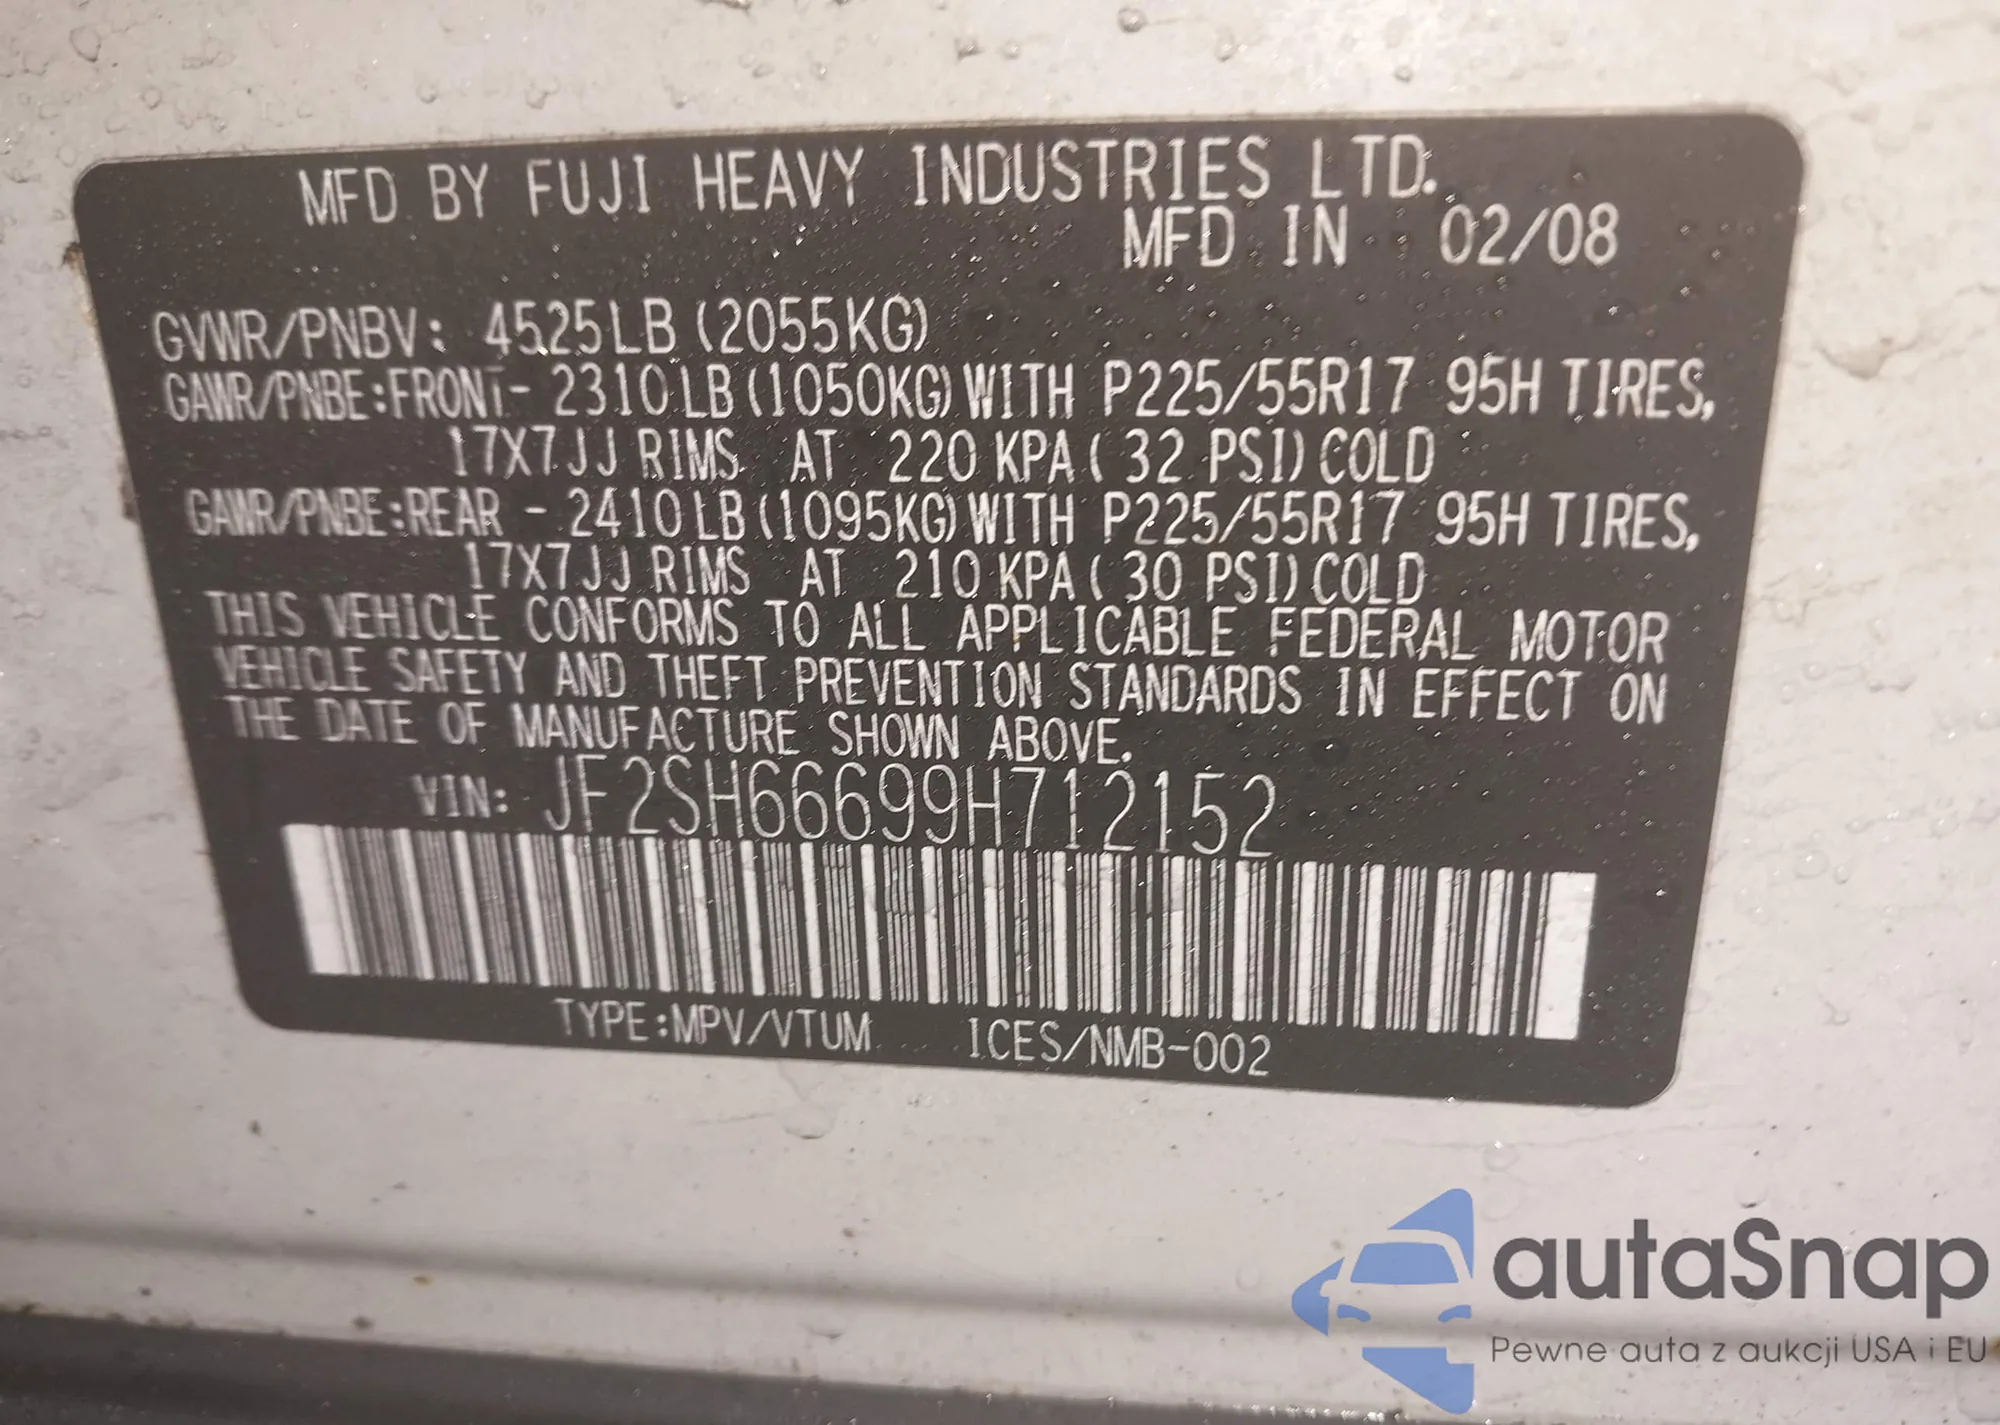 MFD BY FUJI HEAVY INDUSTRIES LTD.
MFD IN 02/08
GVWR/PNBV: 4525LB (2055KG)
GAWR/PNBE:FRONT- 2310LB(1050KG)WITH P225/55R17 95H TIRES,
17X7JJ RIMS AT 220 KPA( 32 PSI)COLD
GAWR/PNBE:REAR - 2410LB(1095KG)WITH P225/55R17 95H TIRES,
17X7JJ RIMS AT 210 KPA( 30 PSI)COLD
THIS VEHICLE CONFORMS TO ALL APPLICABLE FEDERAL MOTOR
VEHICLE SAFETY AND THEFT PREVENTION STANDARDS IN EFFECT ON
THE DATE OF MANUFACTURE SHOWN ABOVE.
VIN: JF2SH66699H712152
TYPE:MPV/VTUM ICES/NMB-002
autaSnap
Pewne auta z aukcji USA i EU